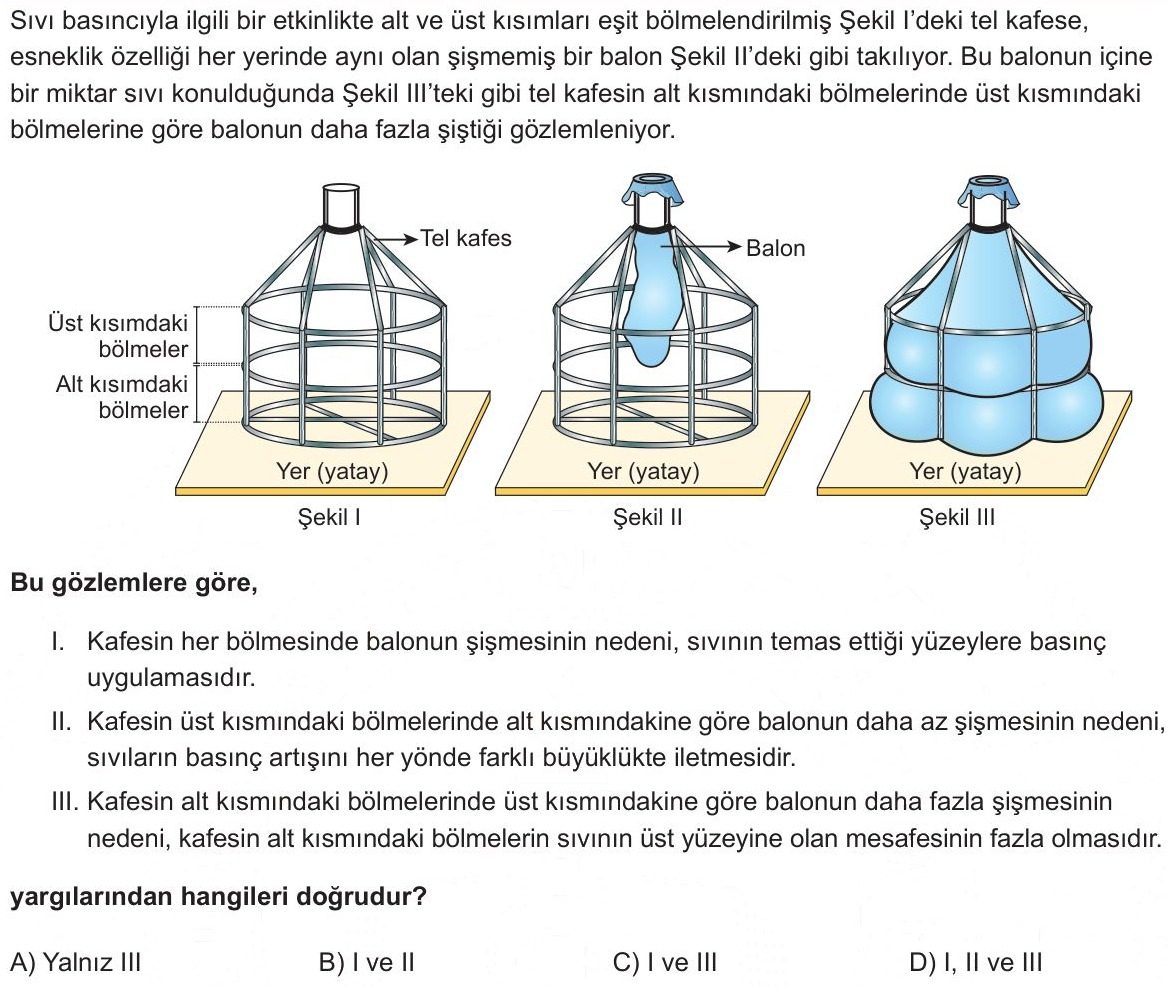 Sıvı basıncıyla ilgili bir etkinlikte alt ve üst kısımları eşit bölmelendirilmiş Şekil I’deki tel kafese,
esneklik özelliği her yerinde aynı olan şişmemiş bir balon Şekil II’deki gibi takılıyor. Bu balonun içine
bir miktar sıvı konulduğunda Şekil III’teki gibi tel kafesin alt kısmındaki bölmelerinde üst kısmındaki
bölmelerine göre balonun daha fazla şiştiği gözlemleniyor.
Tel kafes
Balon
Üst kısımdaki
bölmeler
Alt kısımdaki
bölmeler
Yer (yatay)
Yer (yatay)
Yer (yatay)
Şekil I
Şekil II
Şekil III
Bu gözlemlere göre,
I. Kafesin her bölmesinde balonun şişmesinin nedeni, sıvının temas ettiği yüzeylere basınç
uygulamasıdır.
II. Kafesin üst kısmındaki bölmelerinde alt kısmındakine göre balonun daha az şişmesinin nedeni,
sıvıların basınç artışını her yönde farklı büyüklükte iletmesidir.
III. Kafesin alt kısmındaki bölmelerinde üst kısmındakine göre balonun daha fazla şişmesinin
nedeni, kafesin alt kısmındaki bölmelerin sıvının üst yüzeyine olan mesafesinin fazla olmasıdır.
yargılarından hangileri doğrudur?
A) Yalnız III
B) I ve II
C) I ve III
D) I, II ve III